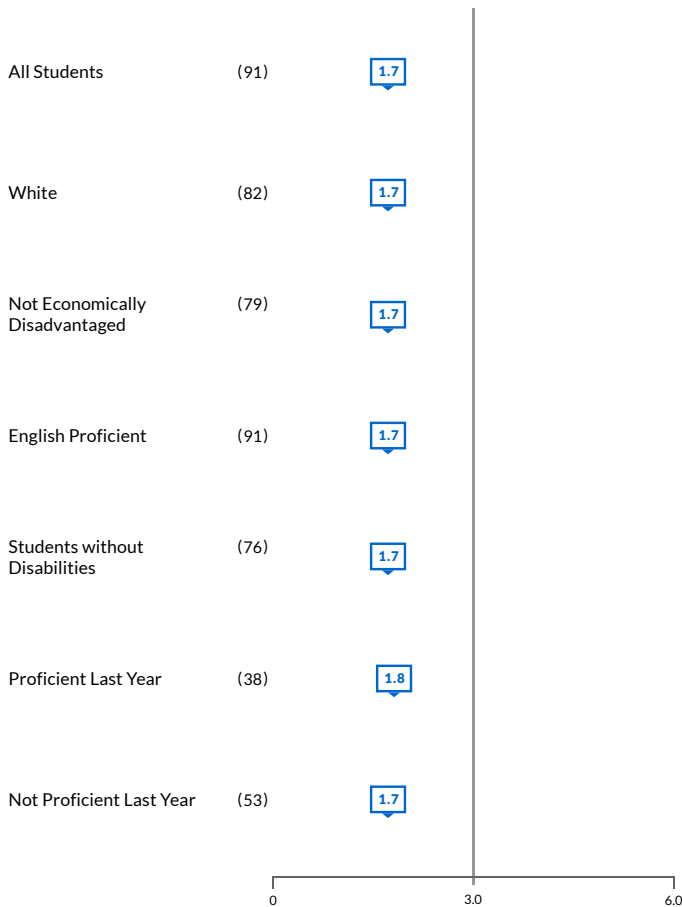 All Students (91) 1.7
White (82) 1.7
Not Economically (79)
Disadvantaged 1.7
English Proficient (91) 1.7
Students without (76)
Disabilities 1.7
Proficient Last Year (38) 1.8
Not Proficient Last Year (53) 1.7
0 3.0 6.0